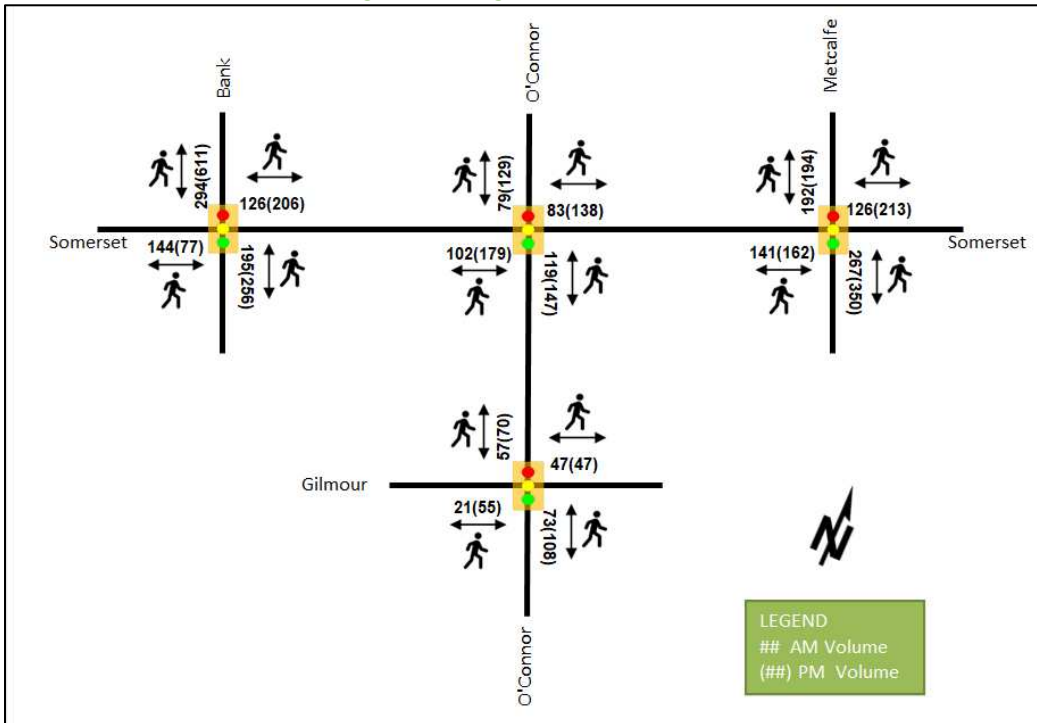 Bank
O'Connor
Metcalfe
294(611)
126(206)
79(129)
83(138)
192(194)
126(213)
Somerset
Somerset
144(77)
195(256)
102(179)
119(147)
141(162)
267(350)
57(70)
47(47)
Gilmour
21(55)
73(108)
N
O'Connor
LEGEND
## AM Volume
(##) PM Volume